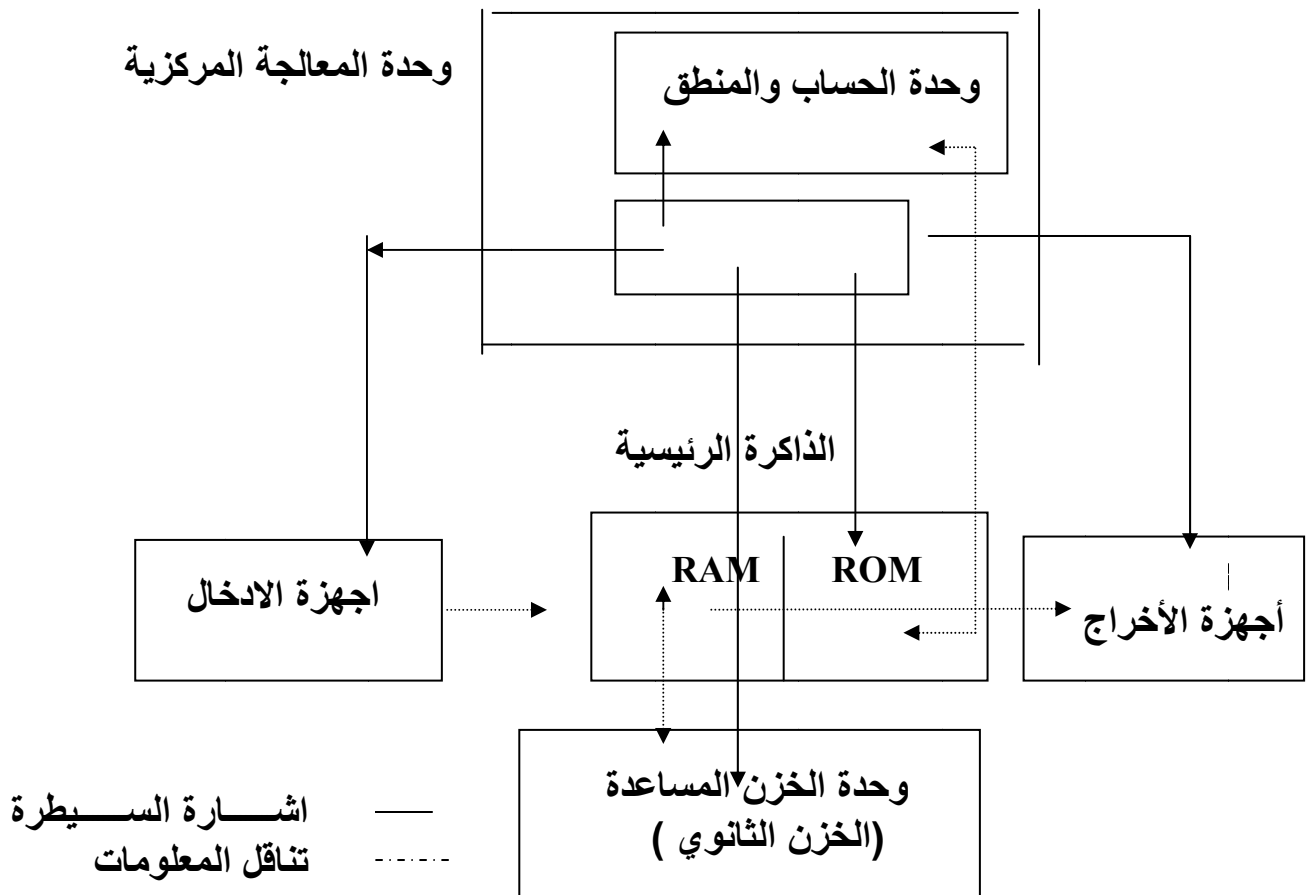 وحدة المعالجة المركزية
وحدة الحساب والمنطق
الذاكرة الرئيسية
اجهزة الادخال
RAM
ROM
أجهزة الأخراج
وحدة الخزن المساعدة
(الخزن الثانوي )
اشـــــارة الســـــيطرة
تناقل المعلومات